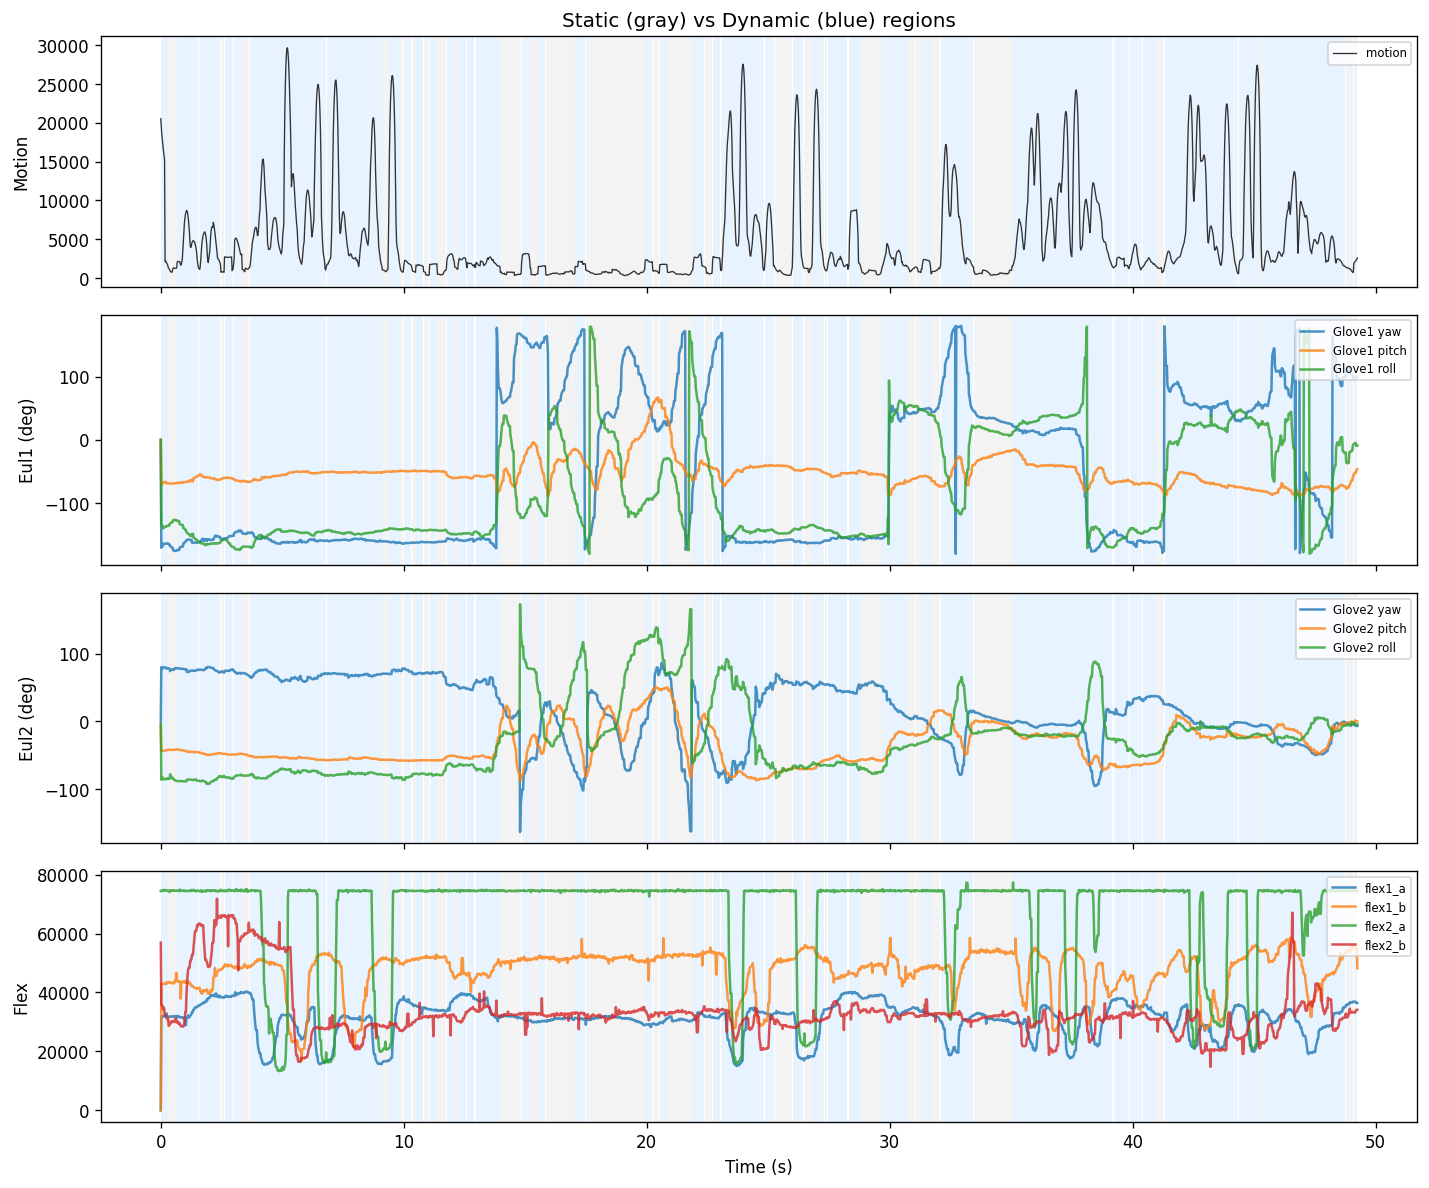 Static (gray) vs Dynamic (blue) regions
30000
25000
20000
15000
10000
5000
0
Motion
motion
100
0
−100
Eul1 (deg)
Glove1 yaw
Glove1 pitch
Glove1 roll
100
0
−100
Eul2 (deg)
Glove2 yaw
Glove2 pitch
Glove2 roll
80000
60000
40000
20000
0
Flex
flex1_a
flex1_b
flex2_a
flex2_b
0
10
20
30
40
50
Time (s)